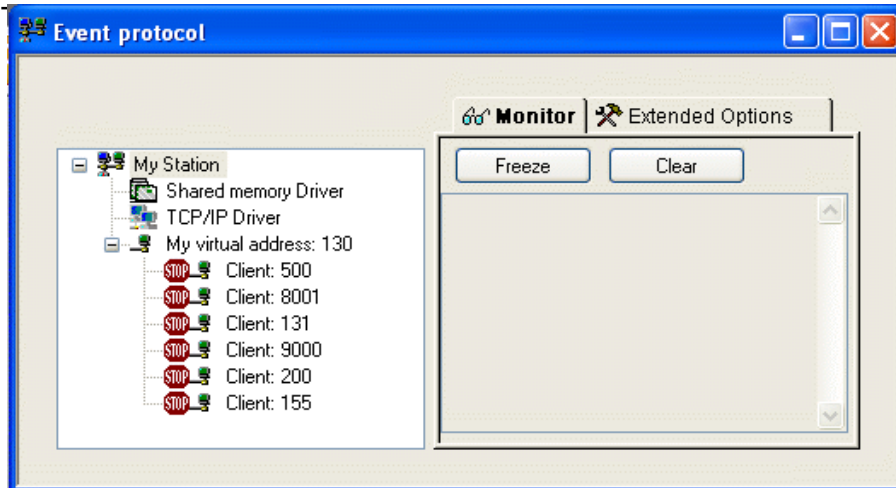 Event protocol
Monitor
Extended Options
My Station
Freeze
Clear
Shared memory Driver
TCP/IP Driver
My virtual address: 130
STOP Client: 500
STOP Client: 8001
STOP Client: 131
STOP Client: 9000
STOP Client: 200
STOP Client: 155